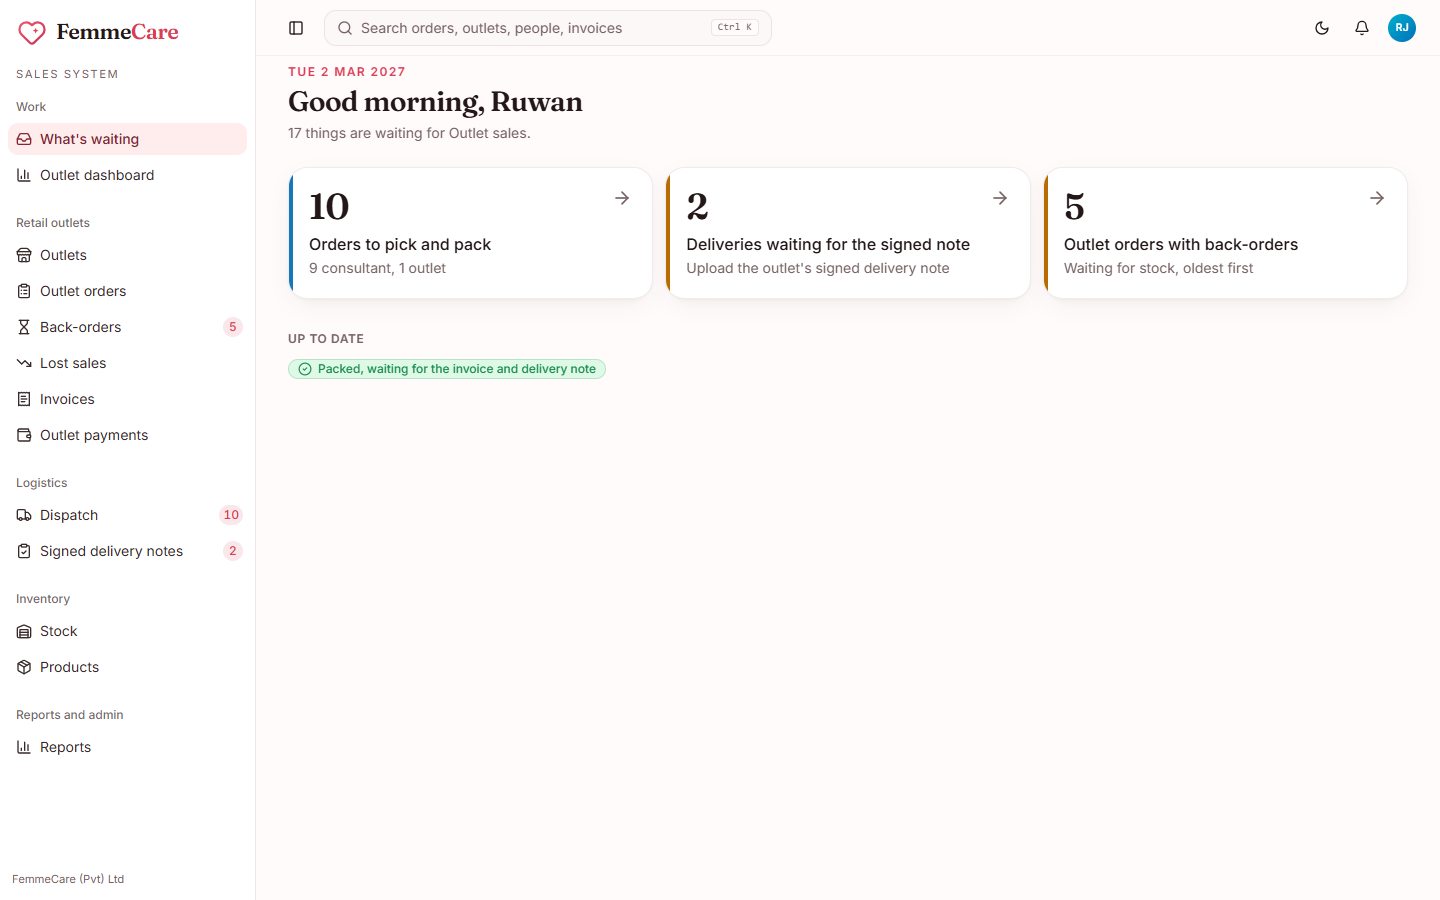 FemmeCare
SALES SYSTEM
Work
What's waiting
Outlet dashboard
Retail outlets
Outlets
Outlet orders
Back-orders 5
Lost sales
Invoices
Outlet payments
Logistics
Dispatch 10
Signed delivery notes 2
Inventory
Stock
Products
Reports and admin
Reports
FemmeCare (Pvt) Ltd
Search orders, outlets, people, invoices Ctrl K
RJ
TUE 2 MAR 2027
Good morning, Ruwan
17 things are waiting for Outlet sales.
10
Orders to pick and pack
9 consultant, 1 outlet
2
Deliveries waiting for the signed note
Upload the outlet's signed delivery note
5
Outlet orders with back-orders
Waiting for stock, oldest first
UP TO DATE
Packed, waiting for the invoice and delivery note